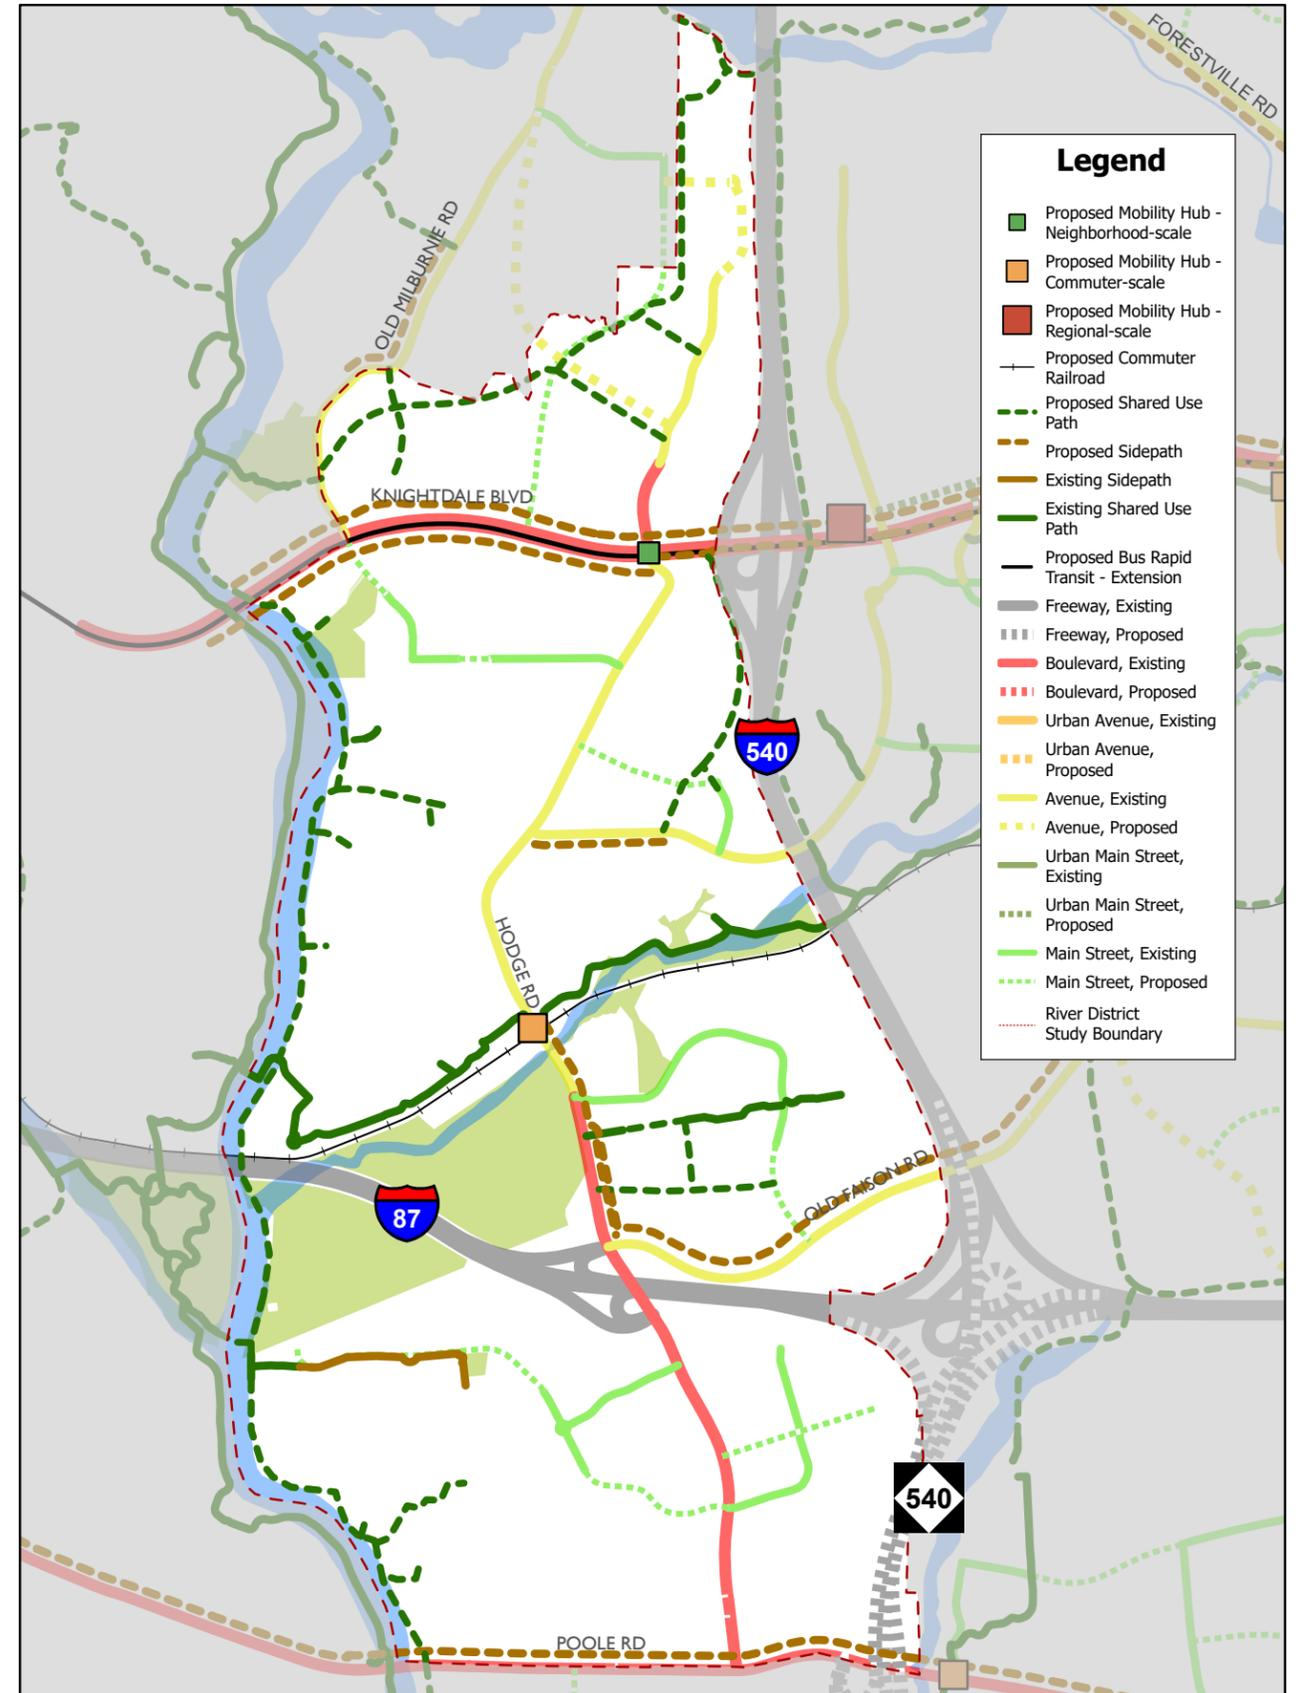 FORESTVILLE RD
Legend
Proposed Mobility Hub -
Neighborhood-scale
Proposed Mobility Hub -
Commuter-scale
Proposed Mobility Hub -
Regional-scale
Proposed Commuter
Railroad
Proposed Shared Use
Path
Proposed Sidepath
Existing Sidepath
Existing Shared Use
Path
Proposed Bus Rapid
Transit - Extension
Freeway, Existing
Freeway, Proposed
Boulevard, Existing
Boulevard, Proposed
Urban Avenue, Existing
Urban Avenue,
Proposed
Avenue, Existing
Avenue, Proposed
Urban Main Street,
Existing
Urban Main Street,
Proposed
Main Street, Existing
Main Street, Proposed
River District
Study Boundary
OLD MILBURNIE RD
KNIGHTDALE BLVD
540
HODGE RD
OLD FAISON RD
87
540
POOLE RD